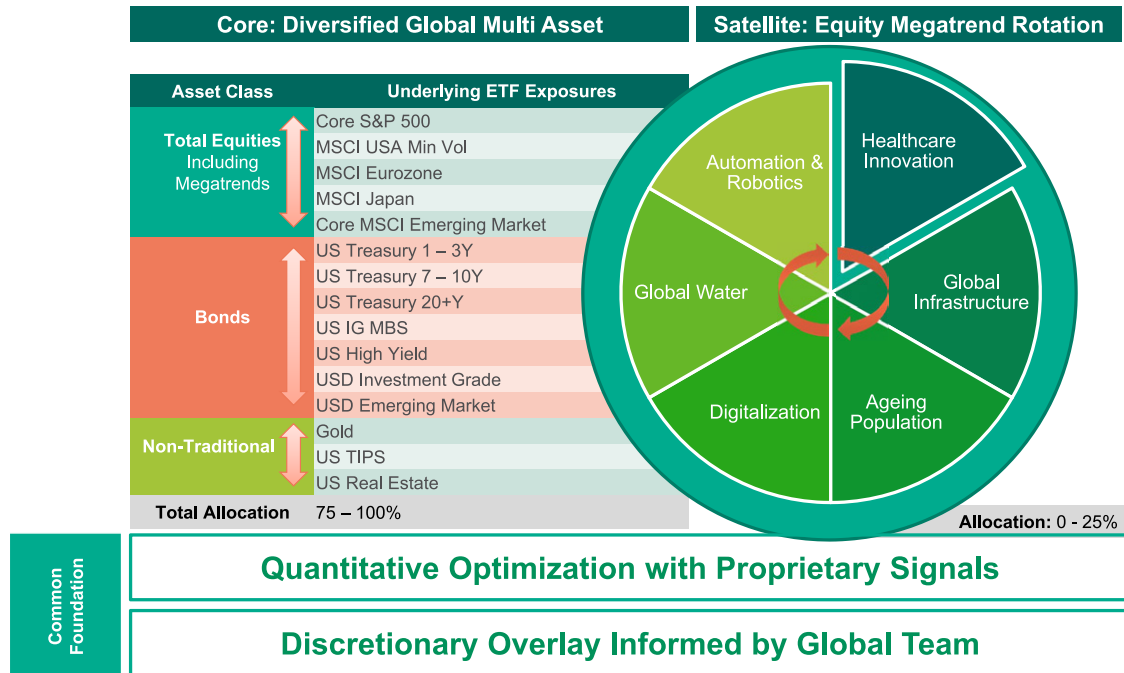 Core: Diversified Global Multi Asset
Satellite: Equity Megatrend Rotation
Asset Class
Underlying ETF Exposures
Total Equities
Including
Megatrends
Core S&P 500
MSCI USA Min Vol
MSCI Eurozone
MSCI Japan
Core MSCI Emerging Market
Bonds
US Treasury 1 – 3Y
US Treasury 7 – 10Y
US Treasury 20+Y
US IG MBS
US High Yield
USD Investment Grade
USD Emerging Market
Non-Traditional
Gold
US TIPS
US Real Estate
Total Allocation
75 – 100%
Healthcare
Innovation
Global
Infrastructure
Ageing
Population
Digitalization
Global Water
Automation &
Robotics
Allocation: 0 - 25%
Common
Foundation
Quantitative Optimization with Proprietary Signals
Discretionary Overlay Informed by Global Team